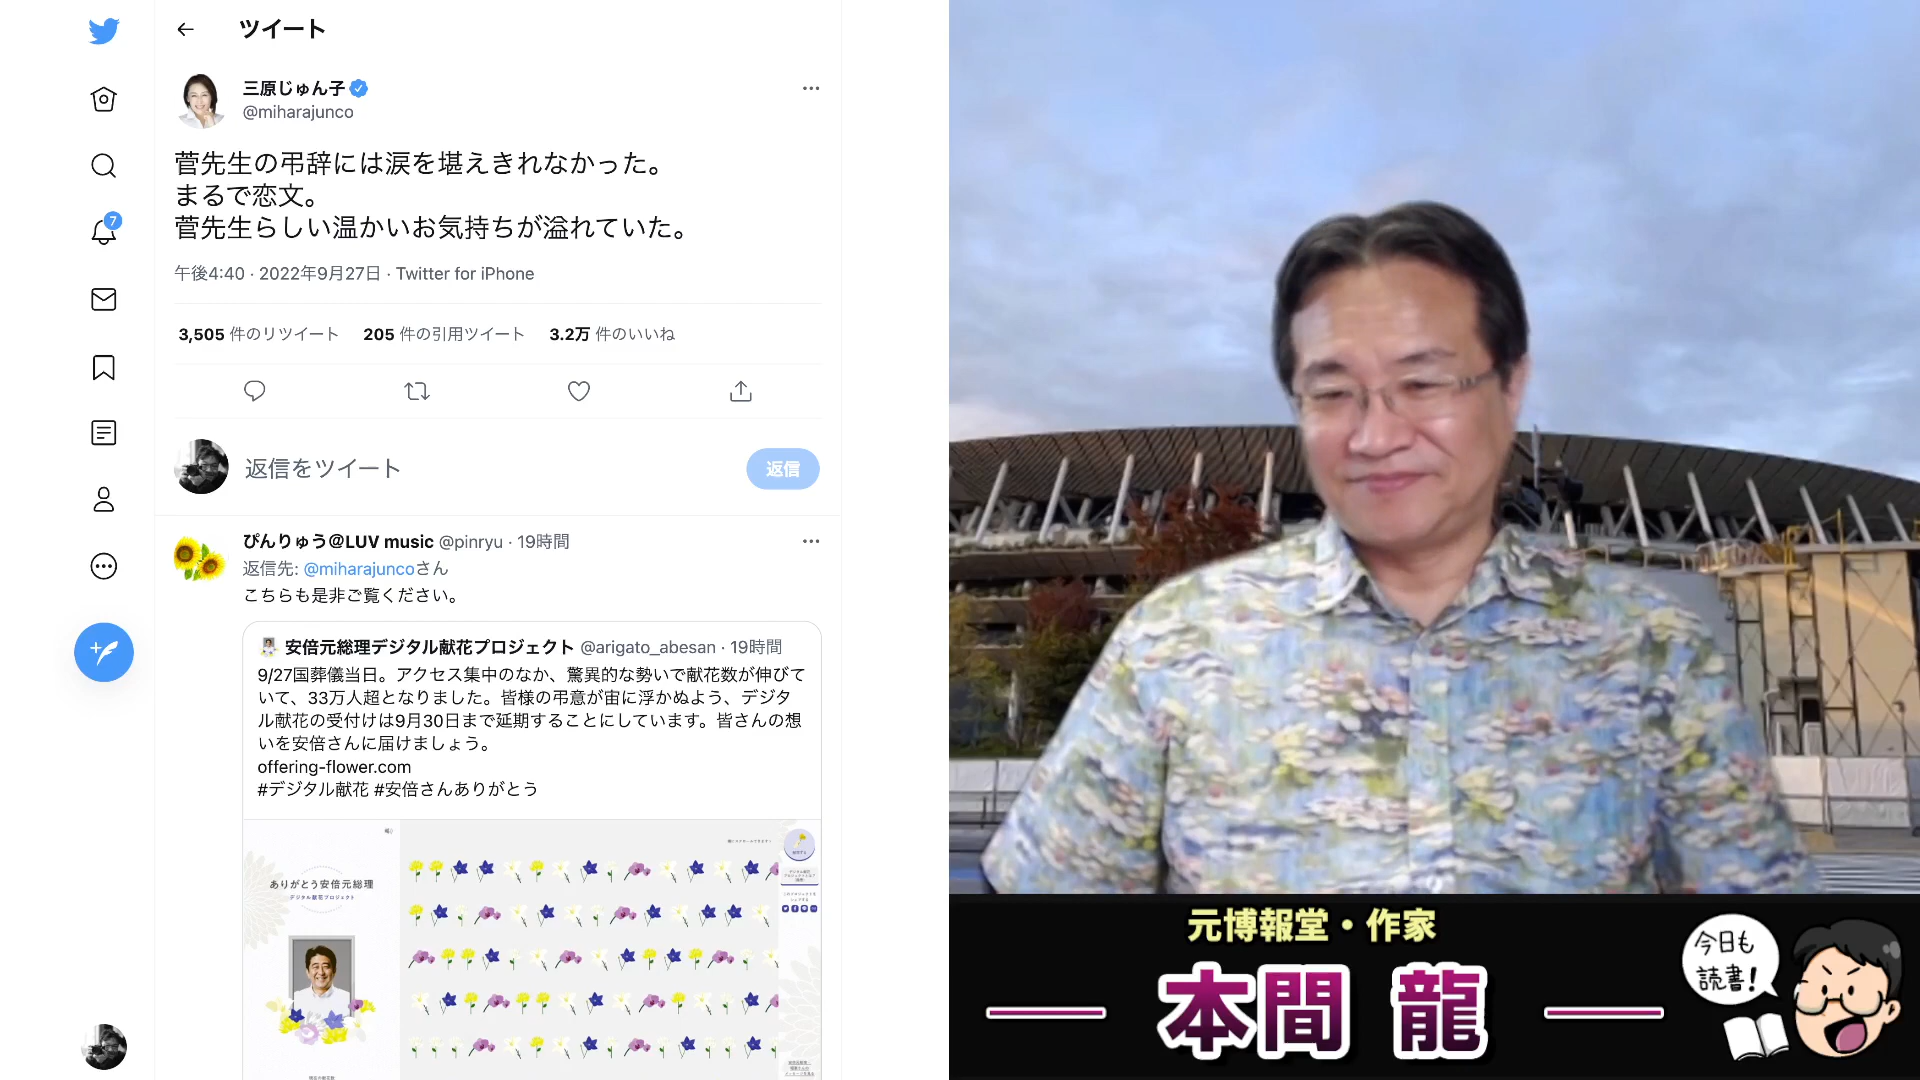 ツイート
三原じゅん子
@miharajunco
菅先生の弔辞には涙を堪えきれなかった。
まるで恋文。
菅先生らしい温かいお気持ちが溢れていた。
午後4:40 · 2022年9月27日 · Twitter for iPhone
3,505 件のリツイート 205 件の引用ツイート 3.2万 件のいいね
7
返信をツイート
返信
ぴんりゅう@LUV music @pinryu · 19時間
返信先: @miharajuncoさん
こちらも是非ご覧ください。
安倍元総理デジタル献花プロジェクト @arigato_abesan · 19時間
9/27国葬儀当日。アクセス集中のなか、驚異的な勢いで献花数が伸びて
いて、33万人超となりました。皆様の弔意が宙に浮かぬよう、デジタ
ル献花の受付けは9月30日まで延期することにしています。皆さんの想
いを安倍さんに届けましょう。
offering-flower.com
#デジタル献花 #安倍さんありがとう
ありがとう安倍元総理
デジタル献花プロジェクト
元博報堂・作家
本間 龍
今日も
読書!